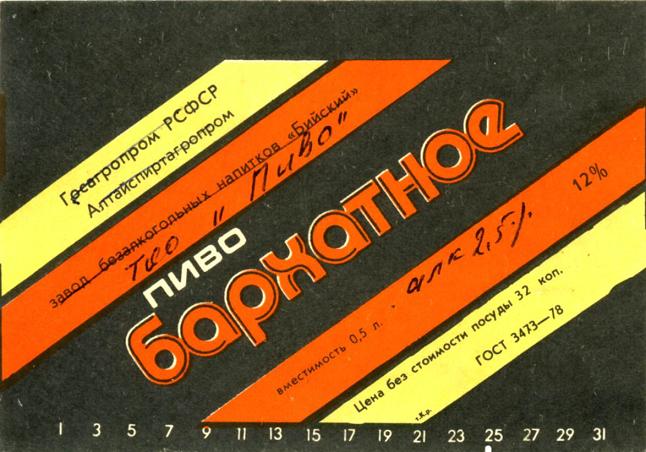 Госагропром РСФСР
Алтайспиртагропром
завод безалкогольных напитков «Бийский»
ТОО "Пиво"
ПИВО
Бархатное
12%
вместимость 0,5 л. алк 2,5%
Цена без стоимости посуды 32 коп.
ГОСТ 3473—78
т.Кр.
1 3 5 7 9 11 13 15 17 19 21 23 25 27 29 31